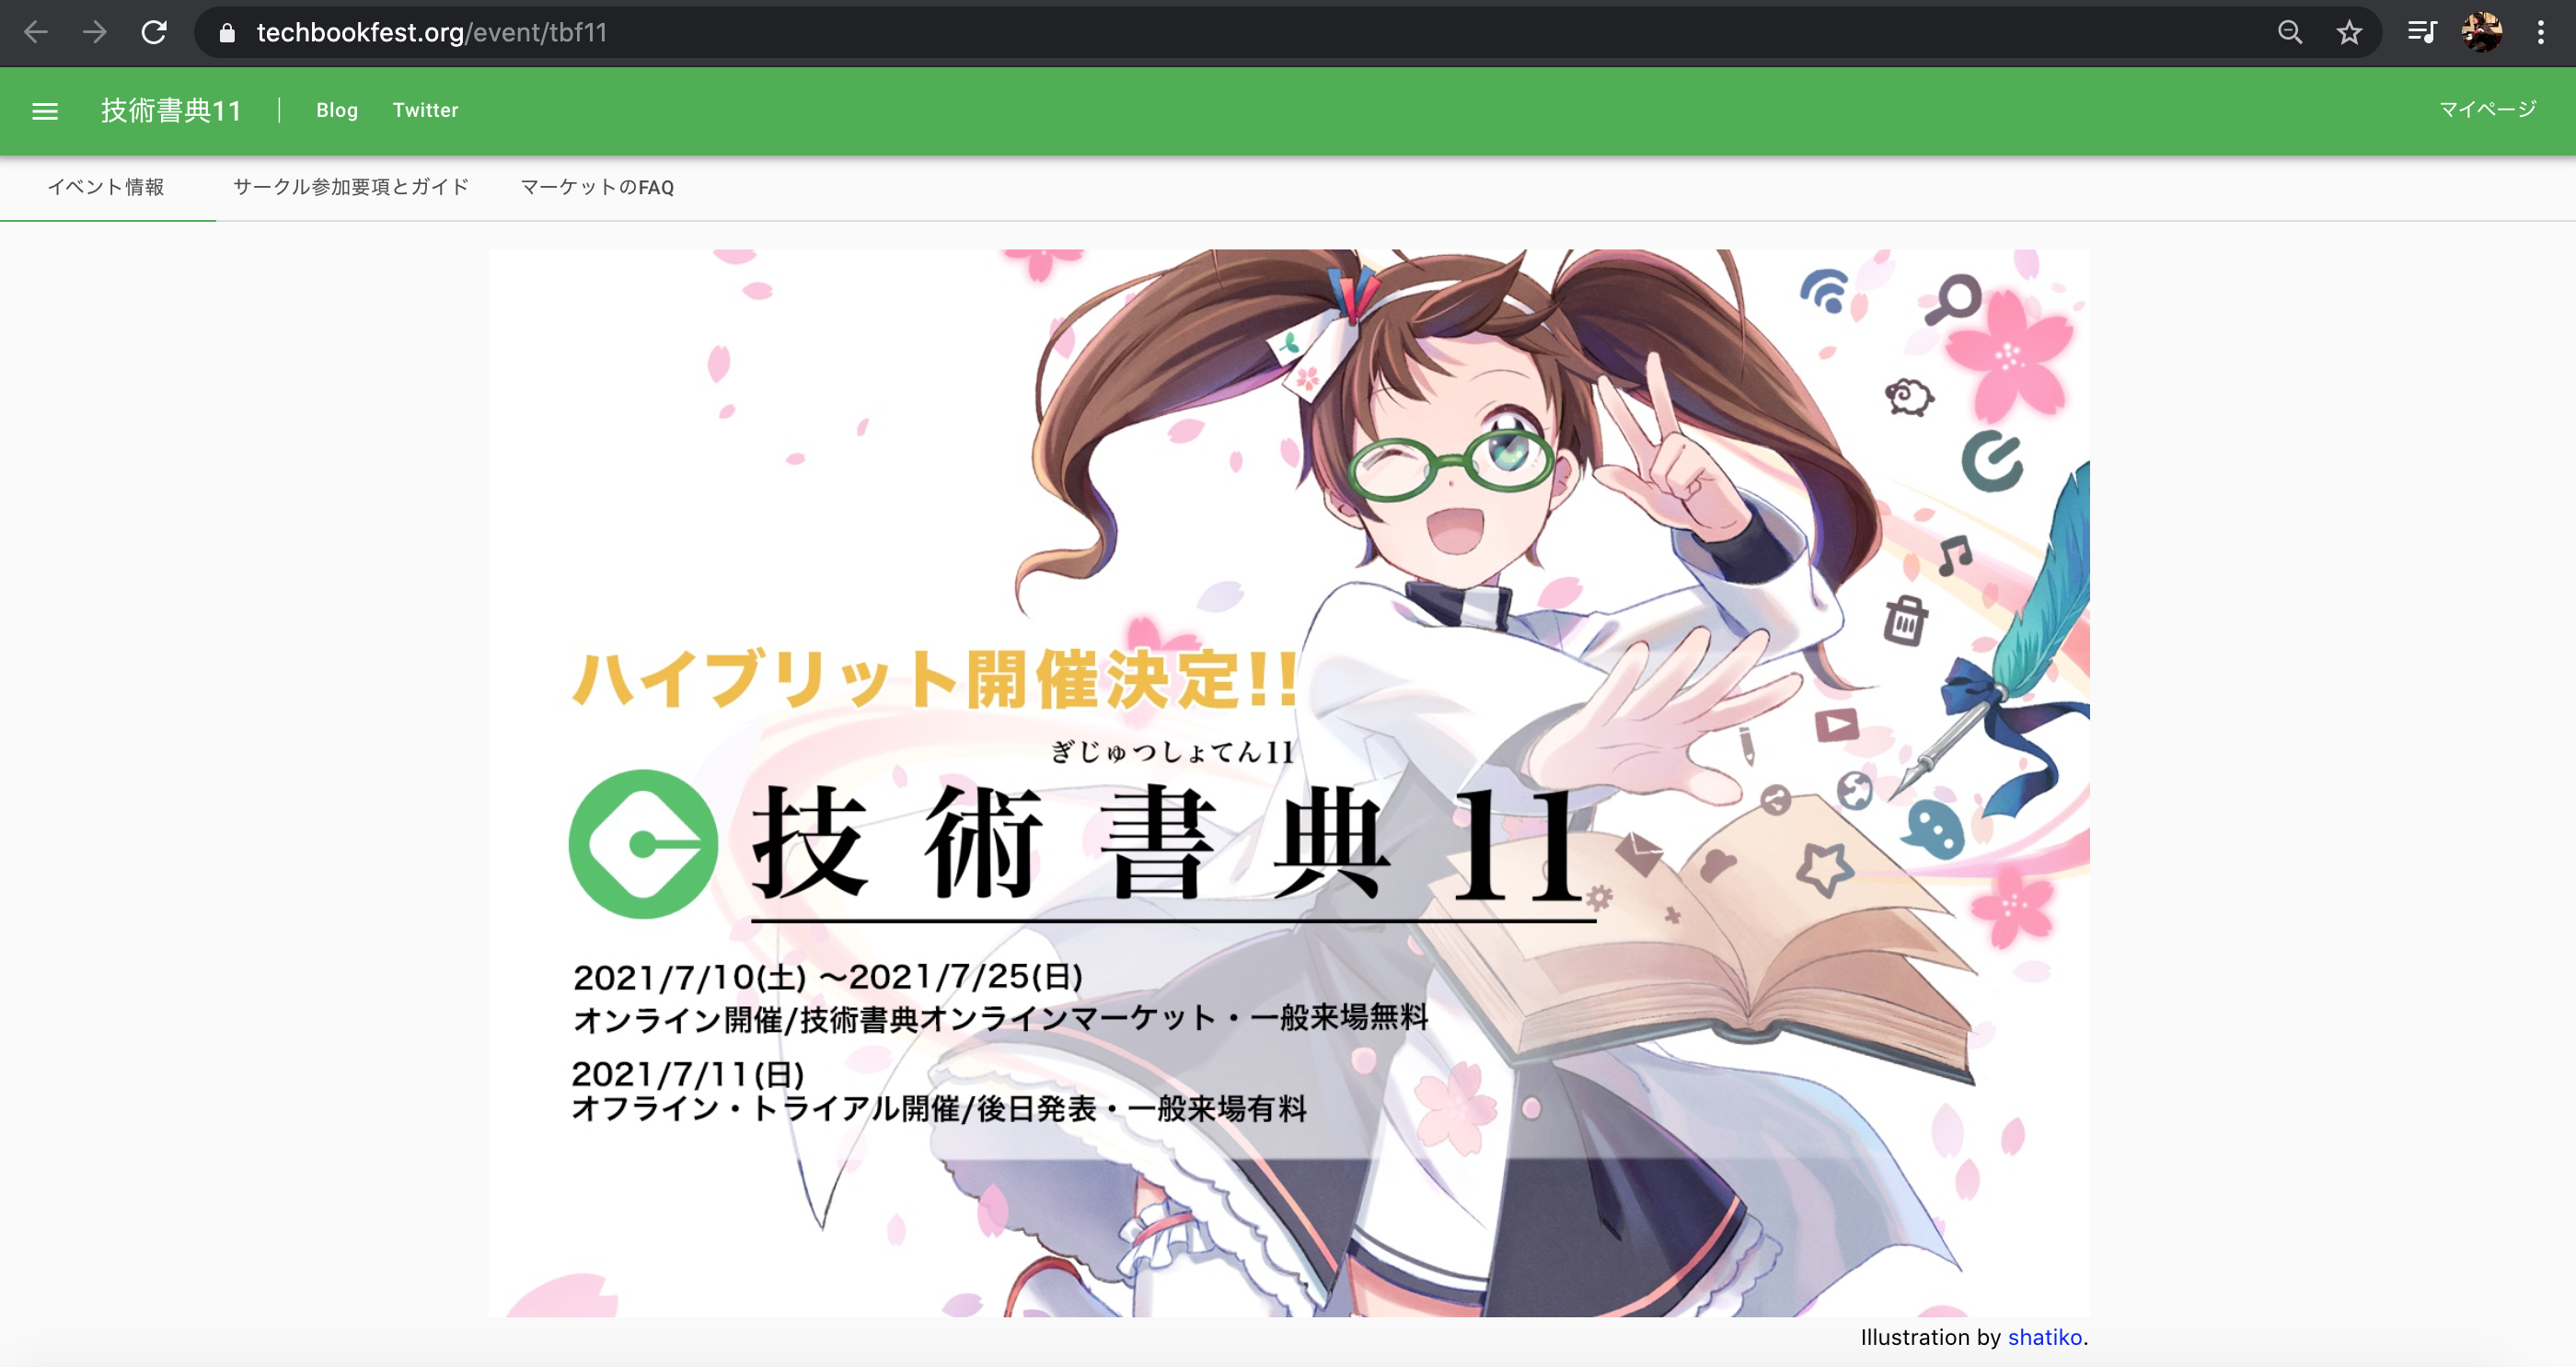 techbookfest.org/event/tbf11
技術書典11 Blog Twitter マイページ
イベント情報 サークル参加要項とガイド マーケットのFAQ
ハイブリット開催決定!!
ぎじゅつしょてん11
技術書典11
2021/7/10(土) 〜2021/7/25(日)
オンライン開催/技術書典オンラインマーケット・一般来場無料
2021/7/11(日)
オフライン・トライアル開催/後日発表・一般来場有料
Illustration by shatiko.